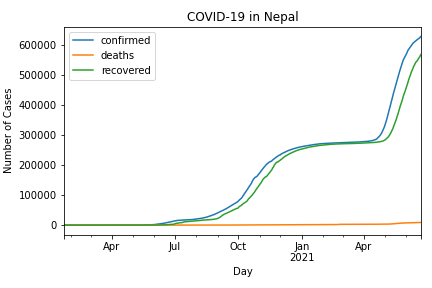 COVID-19 in Nepal
confirmed
deaths
recovered
Number of Cases
600000
500000
400000
300000
200000
100000
0
Apr Jul Oct Jan Apr
2021
Day